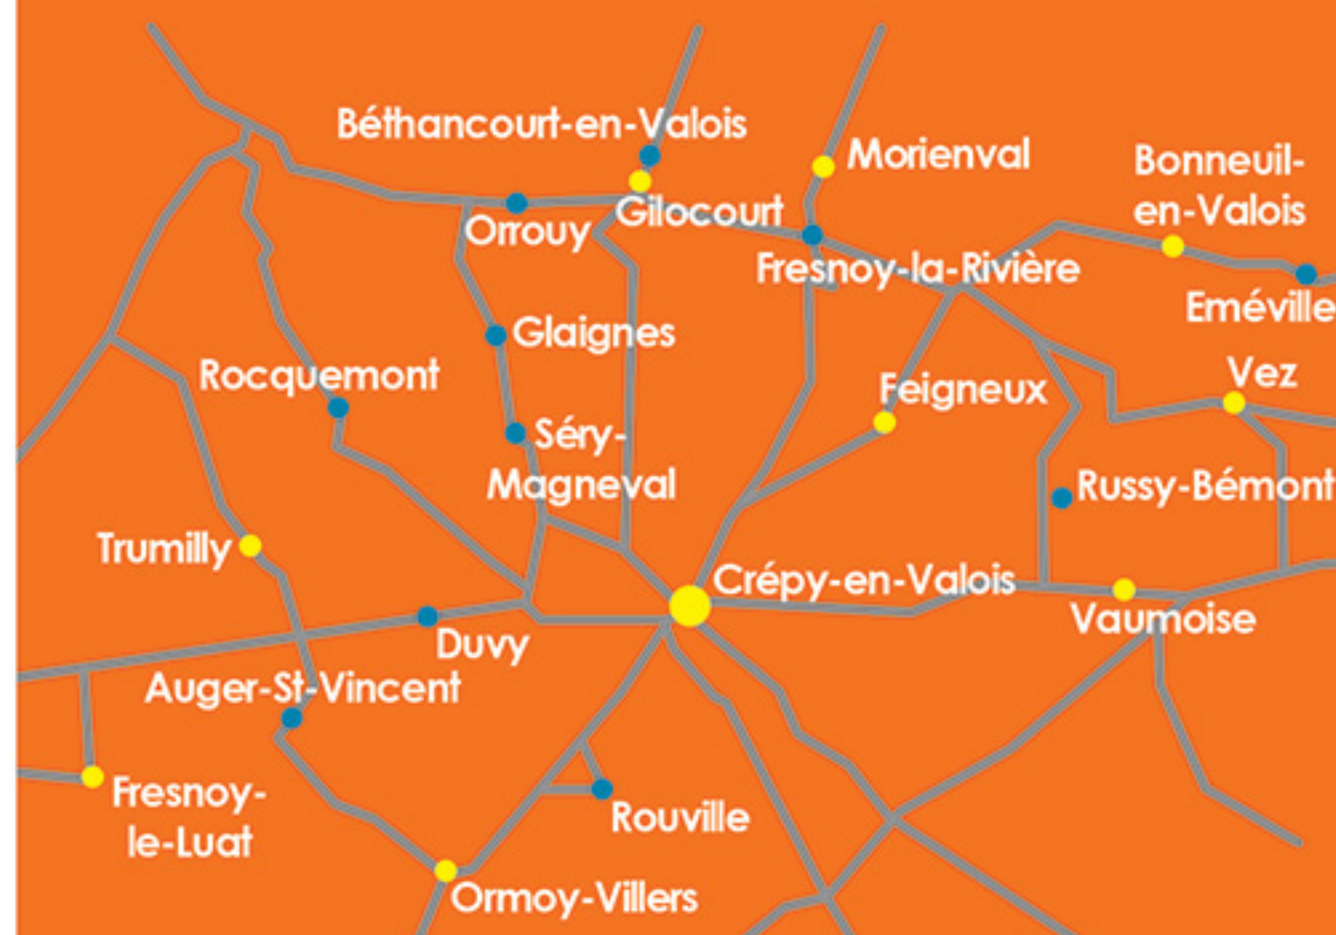 Béthancourt-en-Valois
Morienval
Bonneuil-
en-Valois
Orrouy
Gilocourt
Fresnoy-la-Rivière
Eméville
Glaignes
Rocquemont
Feigneux
Vez
Séry-
Magneval
Russy-Bémont
Trumilly
Crépy-en-Valois
Vaumoise
Duvy
Auger-St-Vincent
Fresnoy-
le-Luat
Rouville
Ormoy-Villers